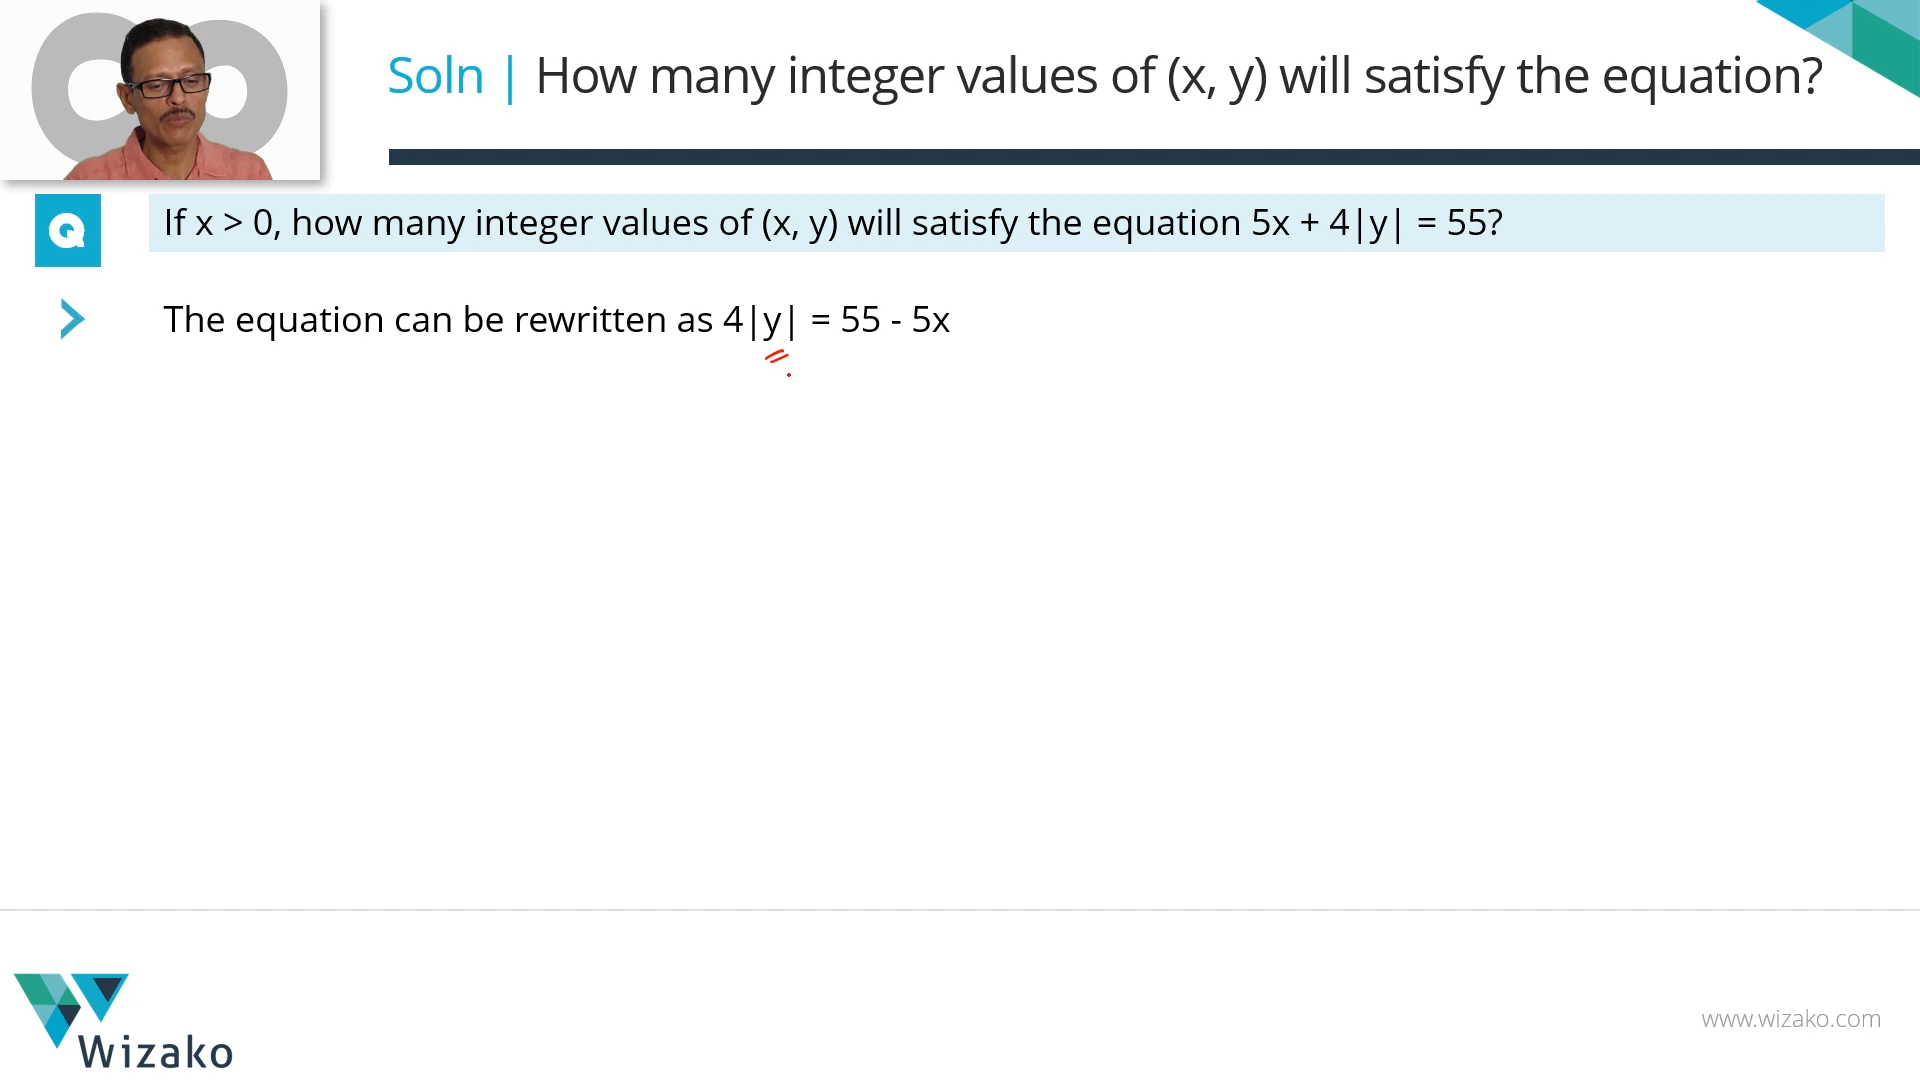 Soln | How many integer values of (x, y) will satisfy the equation?
Q
If x > 0, how many integer values of (x, y) will satisfy the equation 5x + 4|y| = 55?
The equation can be rewritten as 4|y| = 55 - 5x
Wizako
www.wizako.com